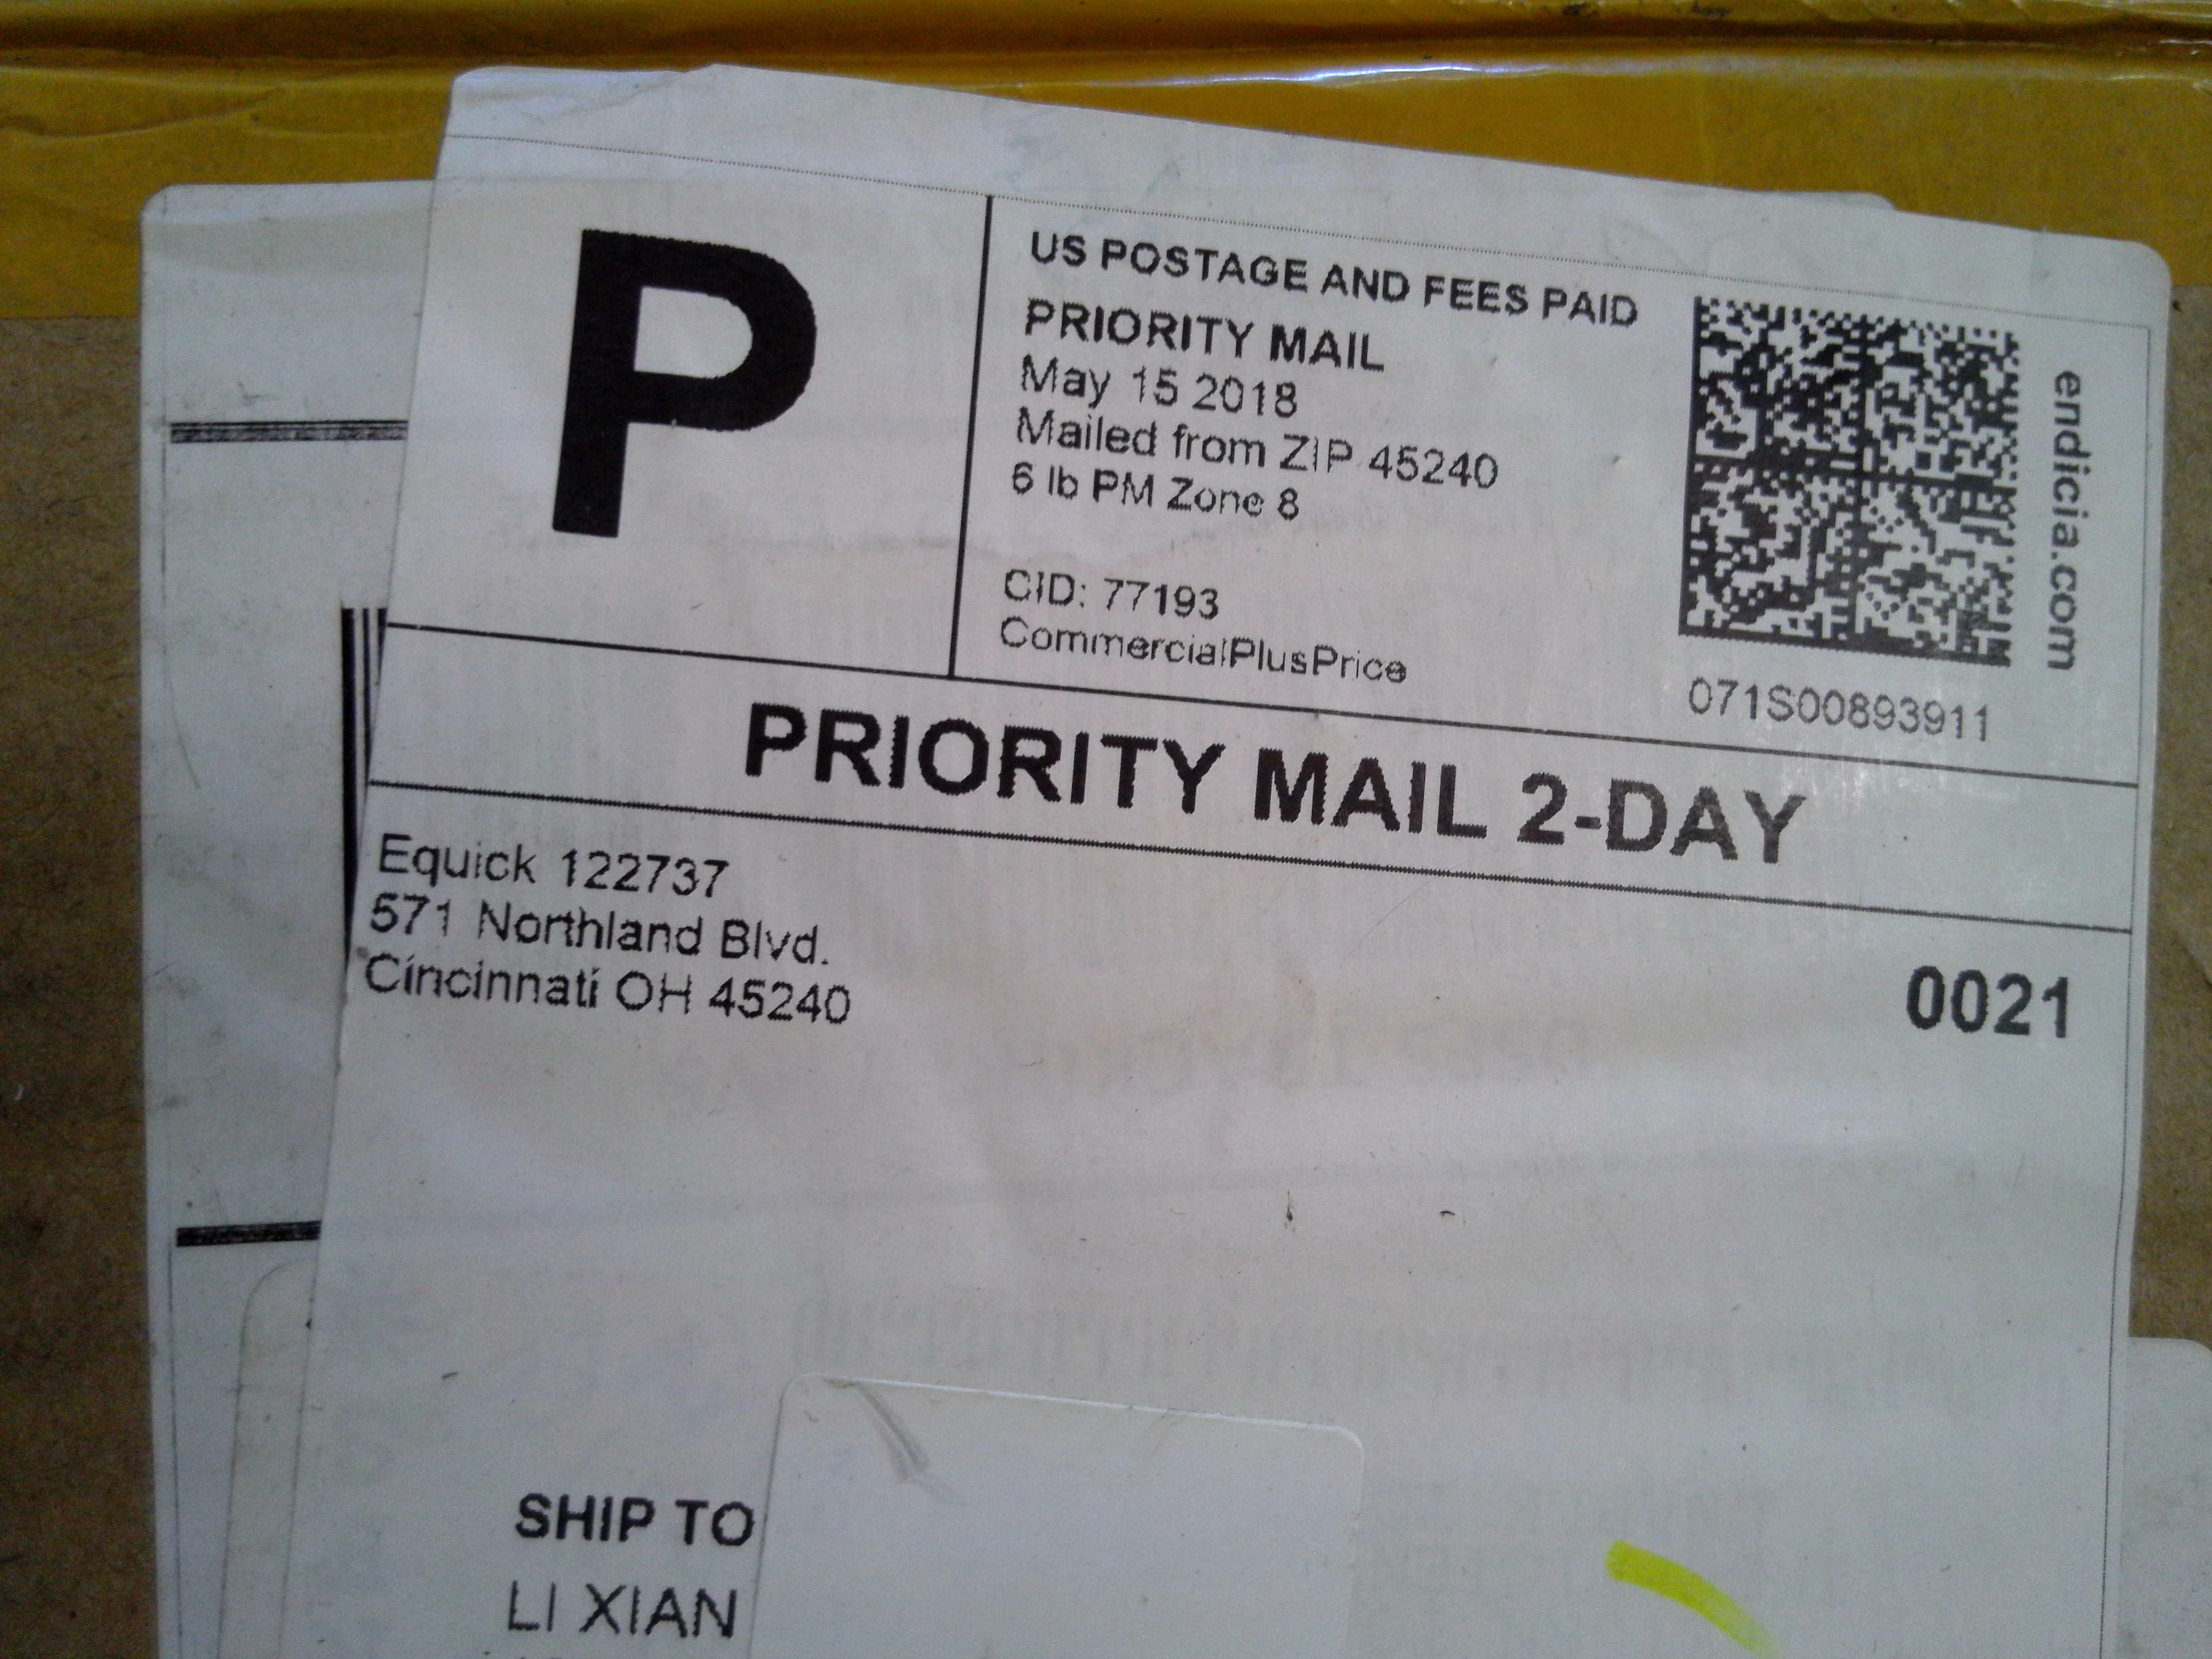 P
US POSTAGE AND FEES PAID
PRIORITY MAIL
May 15 2018
Mailed from ZIP 45240
6 lb PM Zone 8
CID: 77193
CommercialPlusPrice
endicia.com
071S00893911
PRIORITY MAIL 2-DAY
Equick 122737
571 Northland Blvd.
Cincinnati OH 45240
0021
SHIP TO
LI XIAN